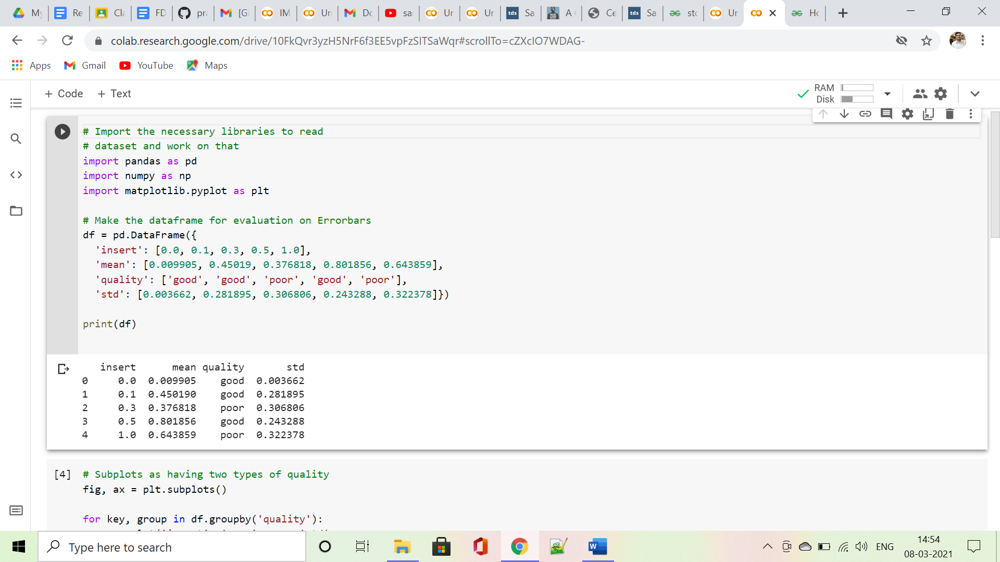 My
Re
Cla
FD
pra
[Gi
IM
Un
Do
sa
Ur
Ur
tds Sa
A
Ce
tds Sa
sto
Ur
Ho
colab.research.google.com/drive/10FkQvr3yzH5NrF6f3EE5vpFzSITSaWqr#scrollTo=cZXcIO7WDAG-
Apps Gmail YouTube Maps
+ Code + Text
RAM
Disk
# Import the necessary libraries to read
# dataset and work on that
import pandas as pd
import numpy as np
import matplotlib.pyplot as plt
# Make the dataframe for evaluation on Errorbars
df = pd.DataFrame({
'insert': [0.0, 0.1, 0.3, 0.5, 1.0],
'mean': [0.009905, 0.45019, 0.376818, 0.801856, 0.643859],
'quality': ['good', 'good', 'poor', 'good', 'poor'],
'std': [0.003662, 0.281895, 0.306806, 0.243288, 0.322378]})
print(df)
insert mean quality std
0 0.0 0.009905 good 0.003662
1 0.1 0.450190 good 0.281895
2 0.3 0.376818 poor 0.306806
3 0.5 0.801856 good 0.243288
4 1.0 0.643859 poor 0.322378
[4] # Subplots as having two types of quality
fig, ax = plt.subplots()
for key, group in df.groupby('quality'):
Type here to search
W
ENG
14:54
08-03-2021